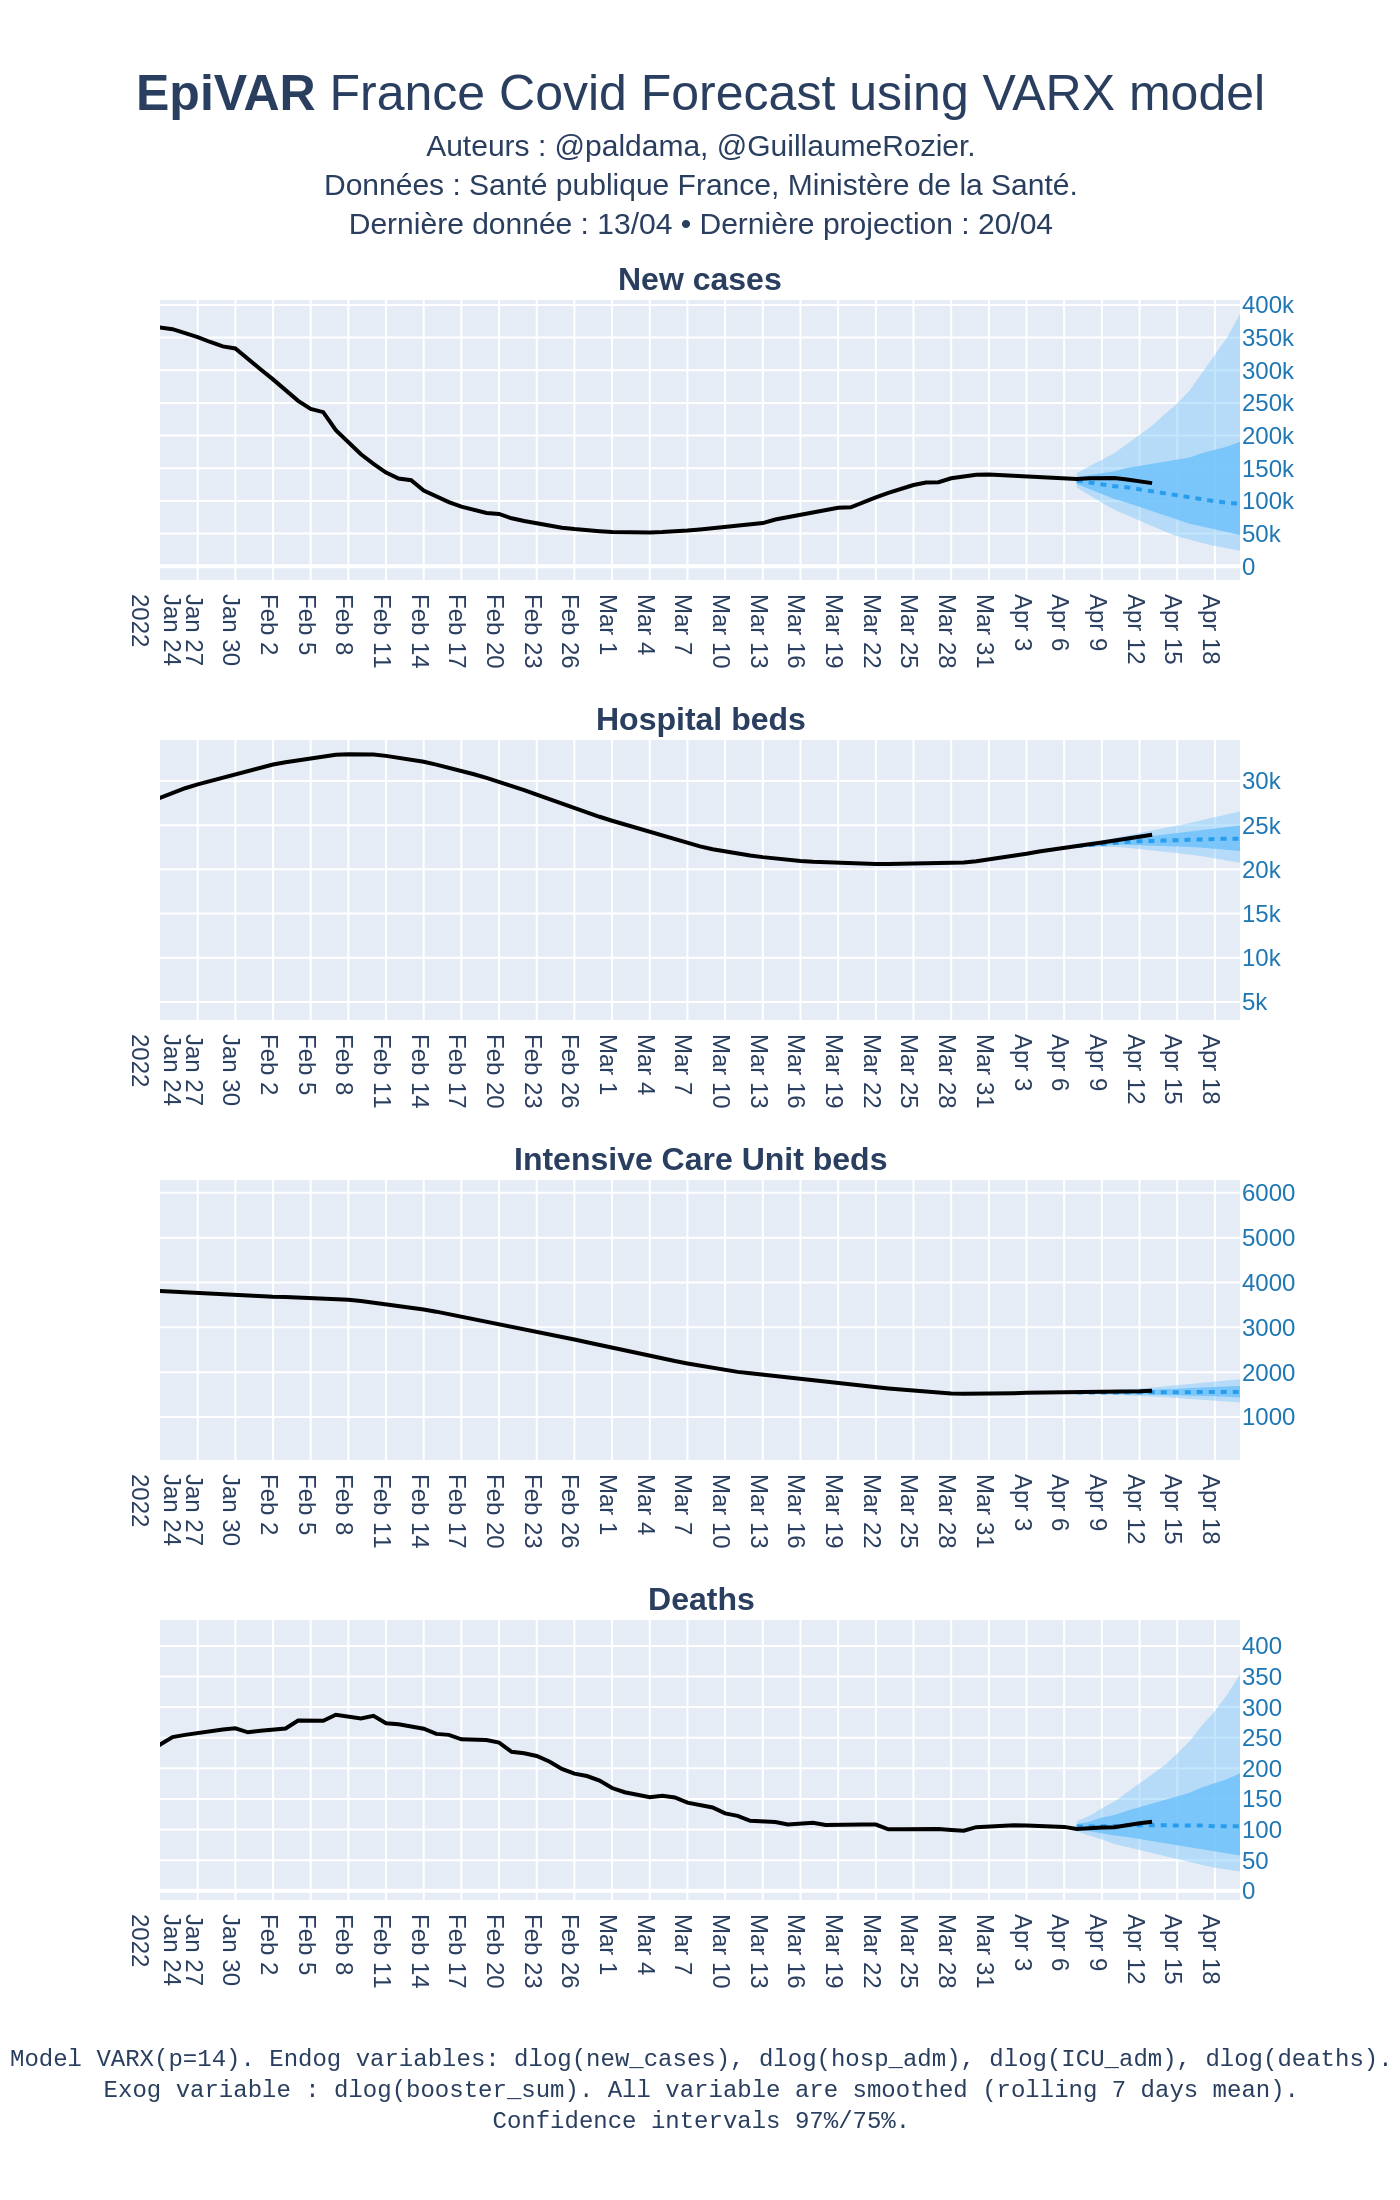 EpiVAR France Covid Forecast using VARX model
Auteurs : @paldama, @GuillaumeRozier.
Données : Santé publique France, Ministère de la Santé.
Dernière donnée : 13/04 • Dernière projection : 20/04
New cases
400k
350k
300k
250k
200k
150k
100k
50k
0
Jan 24
2022
Jan 27
Jan 30
Feb 2
Feb 5
Feb 8
Feb 11
Feb 14
Feb 17
Feb 20
Feb 23
Feb 26
Mar 1
Mar 4
Mar 7
Mar 10
Mar 13
Mar 16
Mar 19
Mar 22
Mar 25
Mar 28
Mar 31
Apr 3
Apr 6
Apr 9
Apr 12
Apr 15
Apr 18
Hospital beds
30k
25k
20k
15k
10k
5k
Jan 24
2022
Jan 27
Jan 30
Feb 2
Feb 5
Feb 8
Feb 11
Feb 14
Feb 17
Feb 20
Feb 23
Feb 26
Mar 1
Mar 4
Mar 7
Mar 10
Mar 13
Mar 16
Mar 19
Mar 22
Mar 25
Mar 28
Mar 31
Apr 3
Apr 6
Apr 9
Apr 12
Apr 15
Apr 18
Intensive Care Unit beds
6000
5000
4000
3000
2000
1000
Jan 24
2022
Jan 27
Jan 30
Feb 2
Feb 5
Feb 8
Feb 11
Feb 14
Feb 17
Feb 20
Feb 23
Feb 26
Mar 1
Mar 4
Mar 7
Mar 10
Mar 13
Mar 16
Mar 19
Mar 22
Mar 25
Mar 28
Mar 31
Apr 3
Apr 6
Apr 9
Apr 12
Apr 15
Apr 18
Deaths
400
350
300
250
200
150
100
50
0
Jan 24
2022
Jan 27
Jan 30
Feb 2
Feb 5
Feb 8
Feb 11
Feb 14
Feb 17
Feb 20
Feb 23
Feb 26
Mar 1
Mar 4
Mar 7
Mar 10
Mar 13
Mar 16
Mar 19
Mar 22
Mar 25
Mar 28
Mar 31
Apr 3
Apr 6
Apr 9
Apr 12
Apr 15
Apr 18
Model VARX(p=14). Endog variables: dlog(new_cases), dlog(hosp_adm), dlog(ICU_adm), dlog(deaths).
Exog variable : dlog(booster_sum). All variable are smoothed (rolling 7 days mean).
Confidence intervals 97%/75%.